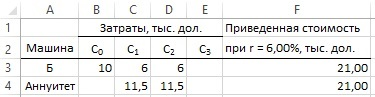 A B C D E F
1 Затраты, тыс. дол. Приведенная стоимость
2 Машина C0 C1 C2 C3 при r = 6,00%, тыс. дол.
3 Б 10 6 6 21,00
4 Аннуитет 11,5 11,5 21,00